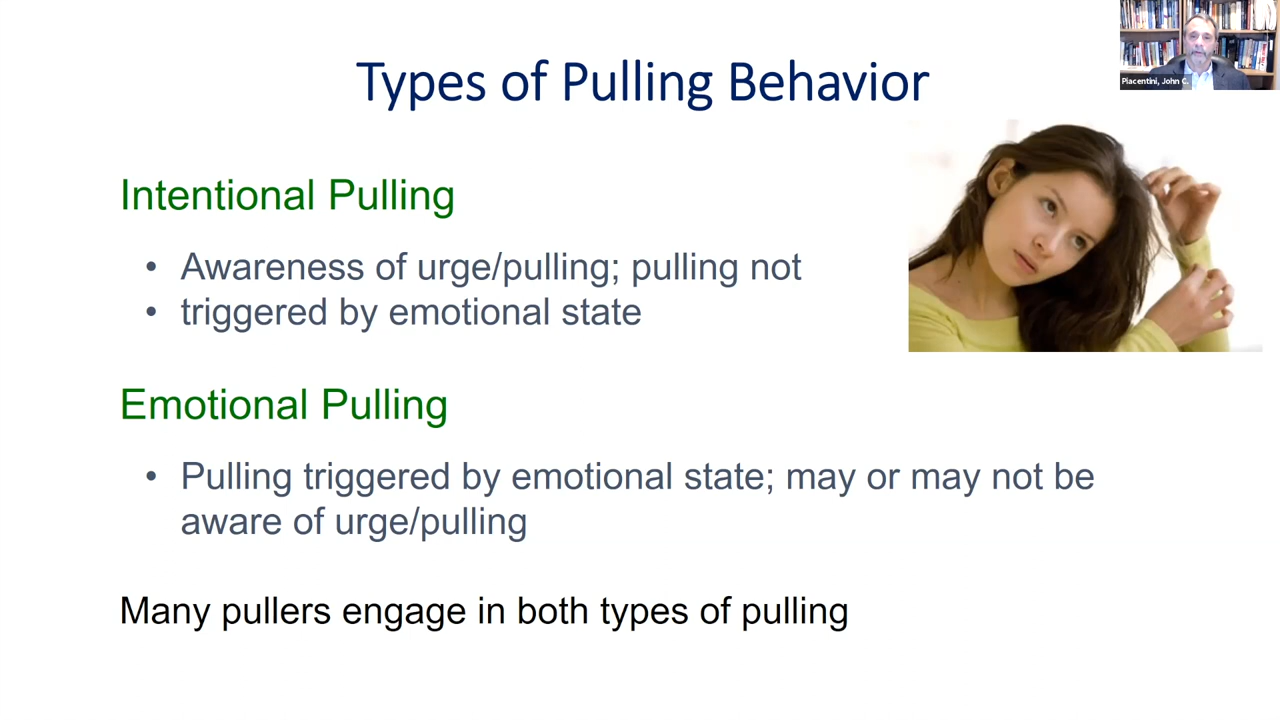 Piacentini, John C.
Types of Pulling Behavior
Intentional Pulling
• Awareness of urge/pulling; pulling not
• triggered by emotional state
Emotional Pulling
• Pulling triggered by emotional state; may or may not be
aware of urge/pulling
Many pullers engage in both types of pulling